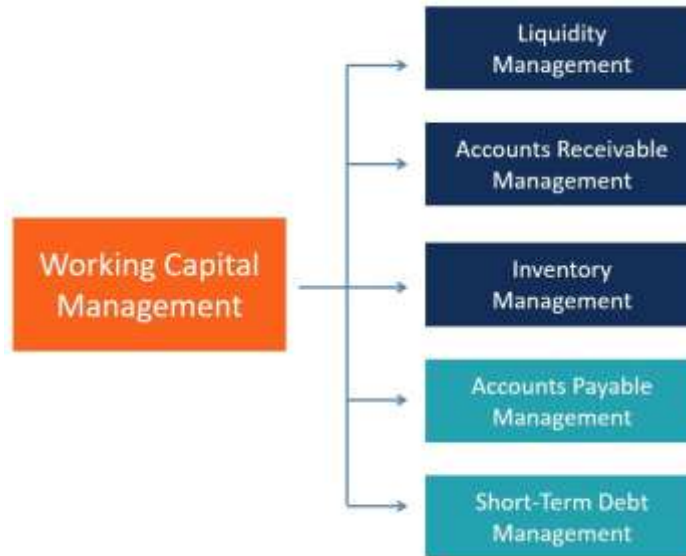 Working Capital
Management
Liquidity
Management
Accounts Receivable
Management
Inventory
Management
Accounts Payable
Management
Short-Term Debt
Management